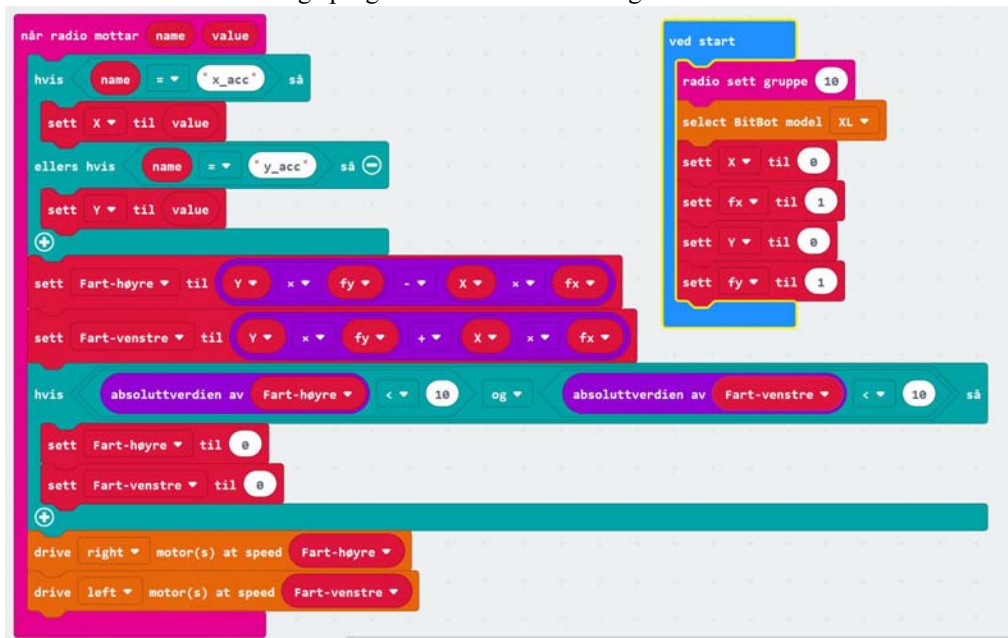 når radio mottar name value
hvis name = "x_acc" så
sett X til value
ellers hvis name = "y_acc" så
sett Y til value
sett Fart-høyre til Y × fy - X × fx
sett Fart-venstre til Y × fy + X × fx
hvis absoluttverdien av Fart-høyre < 10 og absoluttverdien av Fart-venstre < 10 så
sett Fart-høyre til 0
sett Fart-venstre til 0
drive right motor(s) at speed Fart-høyre
drive left motor(s) at speed Fart-venstre
ved start
radio sett gruppe 10
select BitBot model XL
sett X til 0
sett fx til 1
sett Y til 0
sett fy til 1